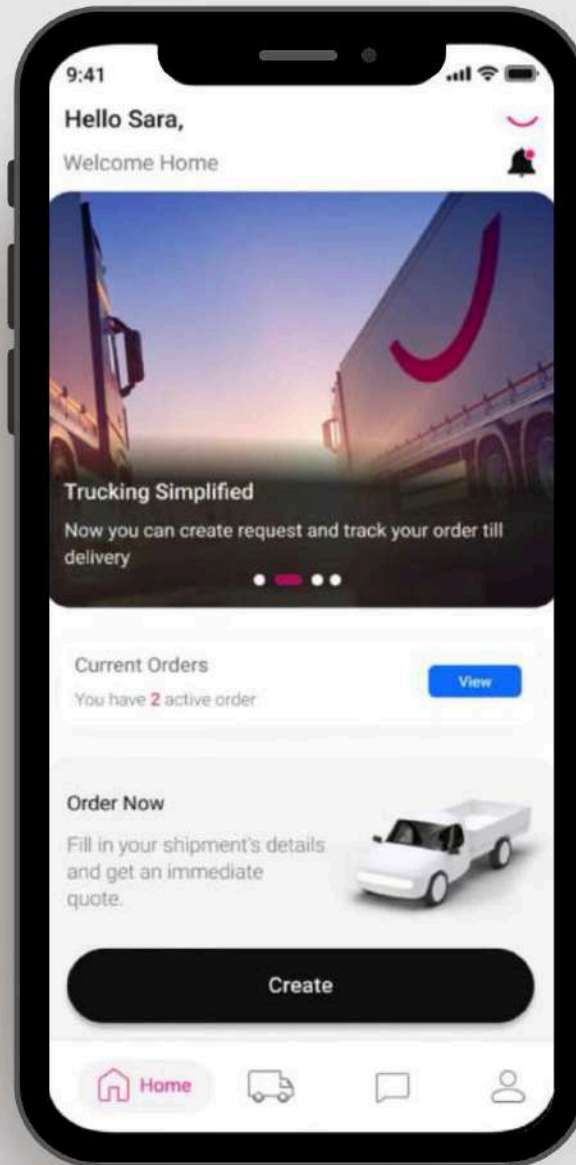 9:41
Hello Sara,
Welcome Home
Trucking Simplified
Now you can create request and track your order till
delivery
Current Orders
You have 2 active order
View
Order Now
Fill in your shipment's details
and get an immediate
quote.
Create
Home